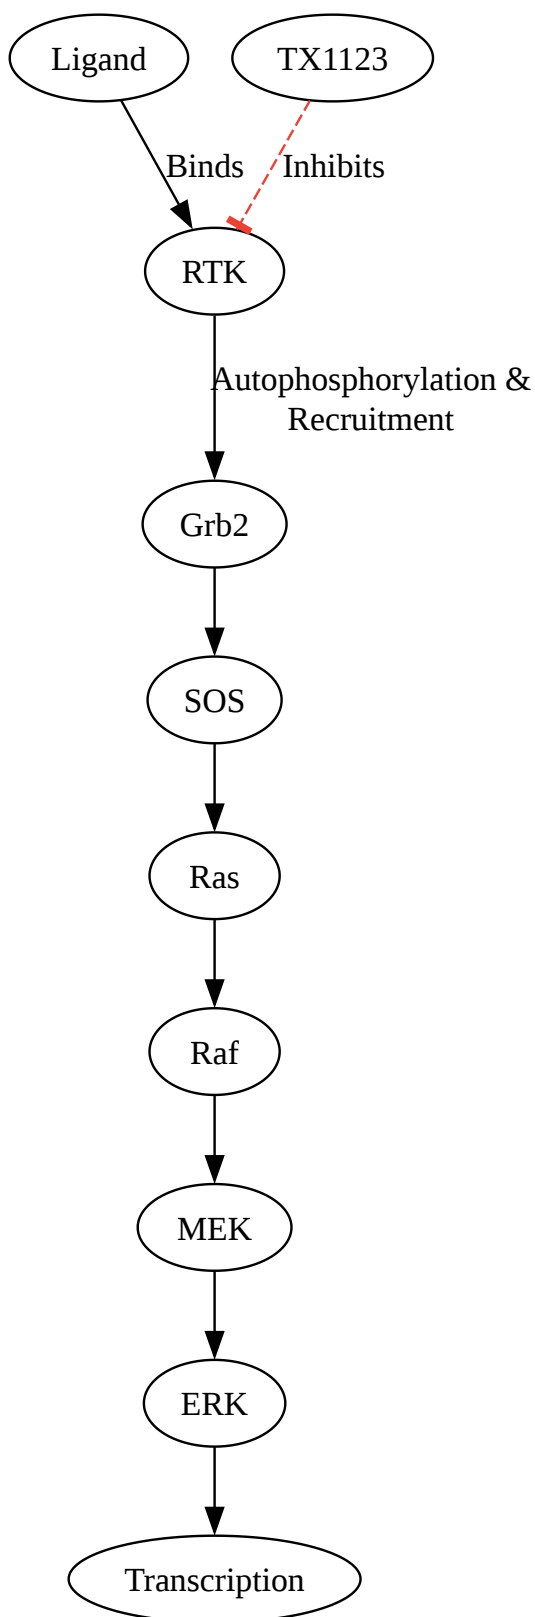 Ligand
TX1123
Binds
Inhibits
RTK
Autophosphorylation &
Recruitment
Grb2
SOS
Ras
Raf
MEK
ERK
Transcription